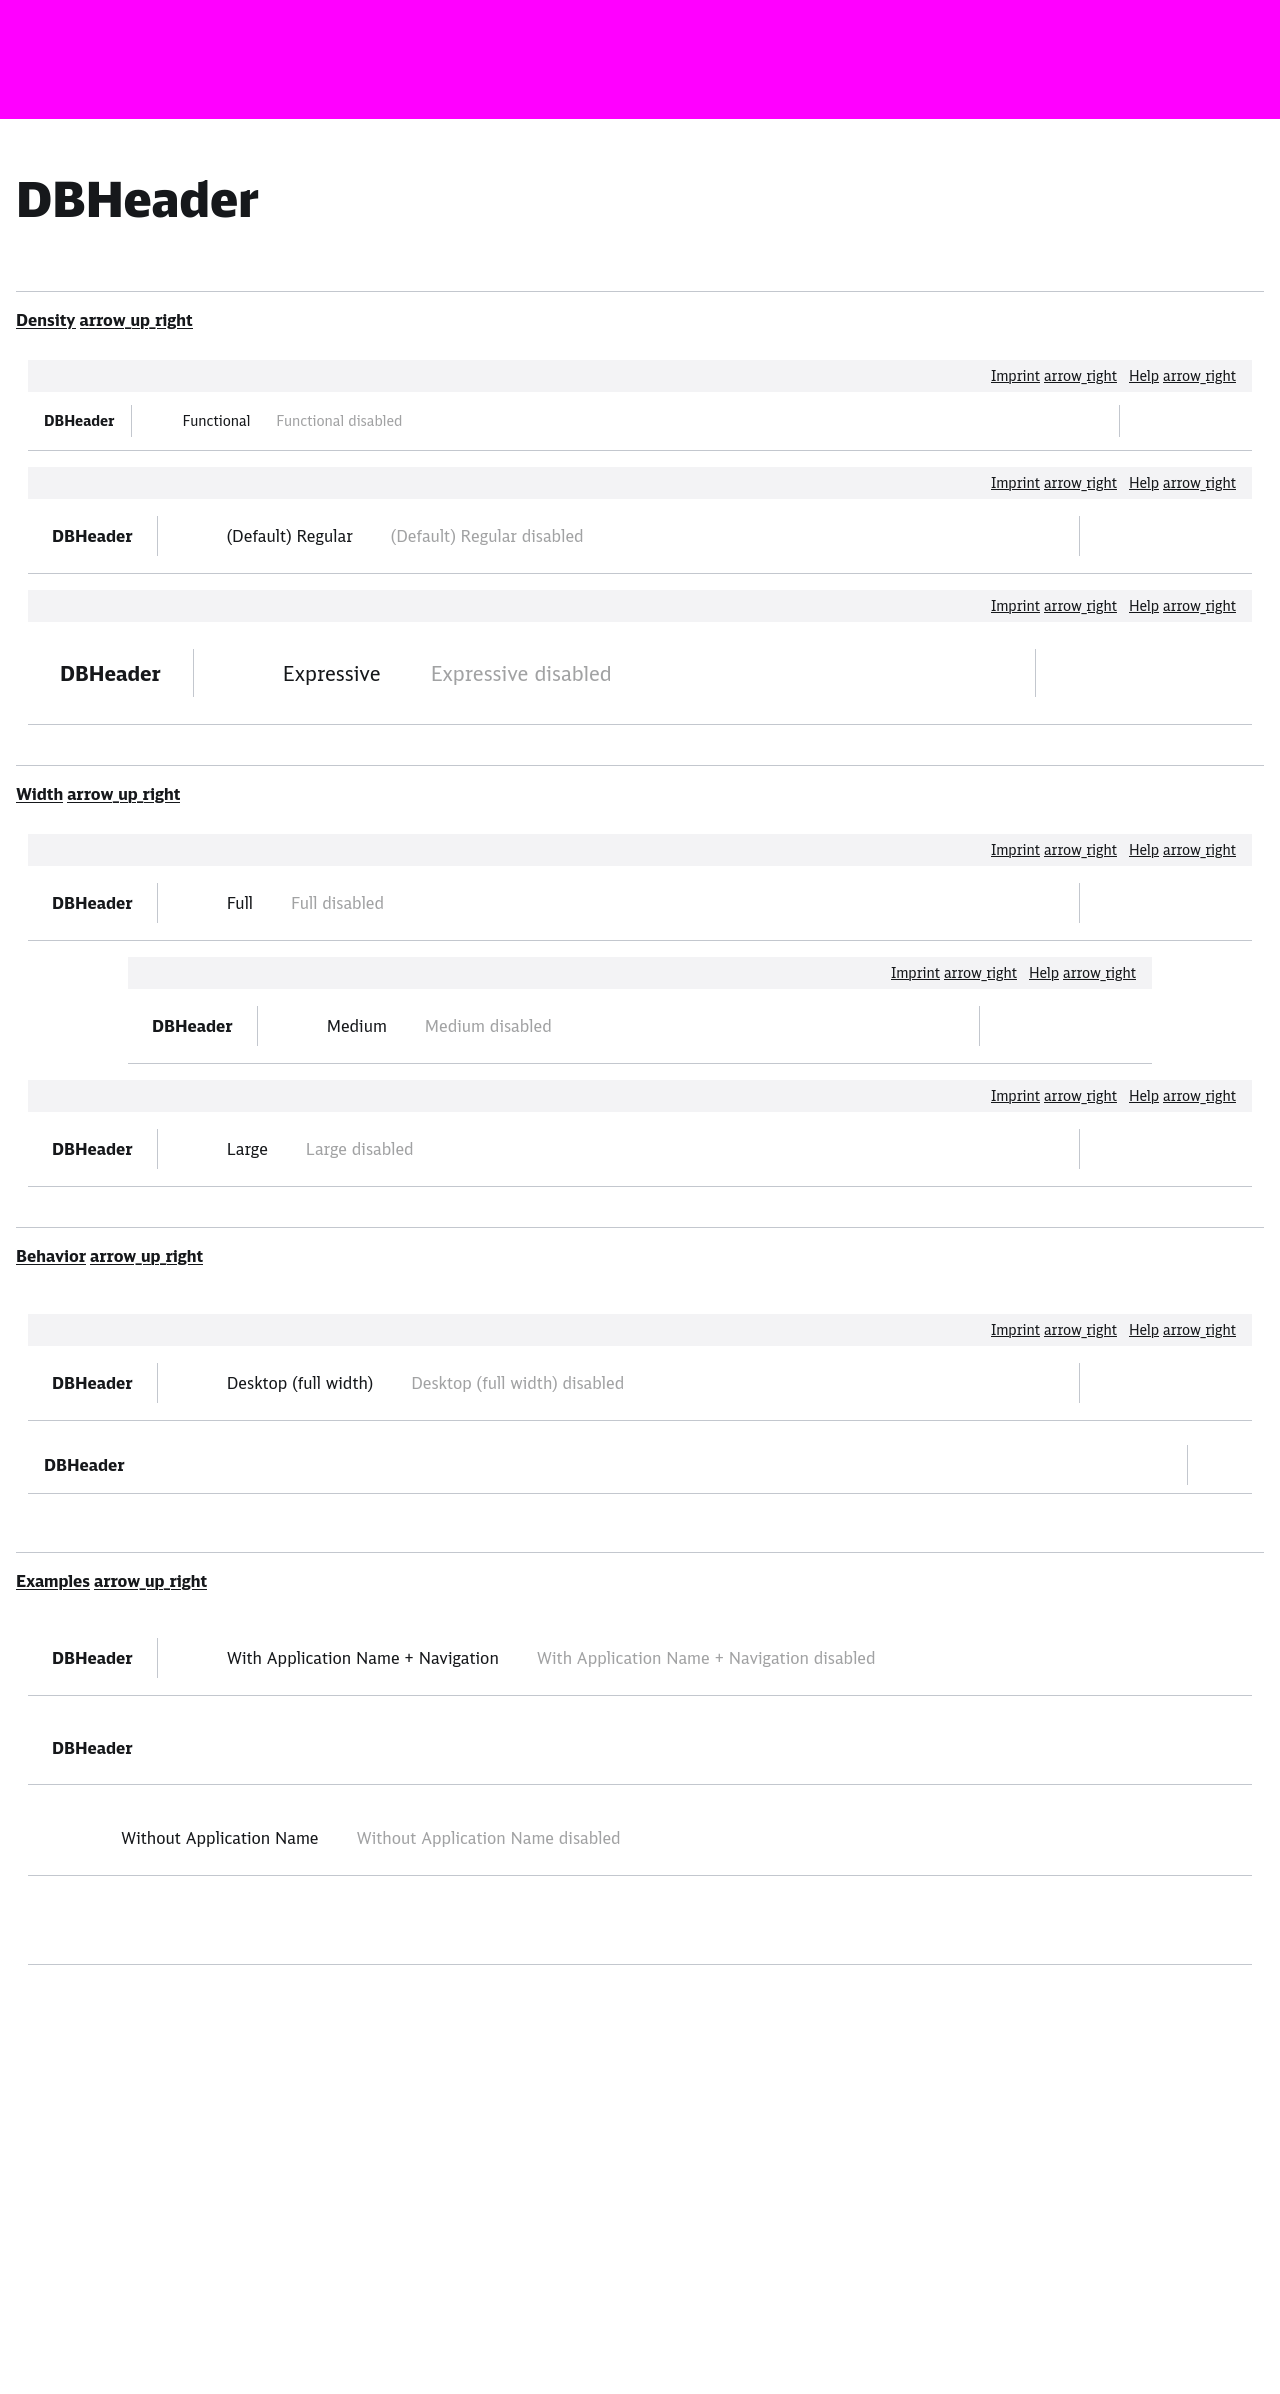 DBHeader
Density arrow_up_right
Imprint arrow_right Help arrow_right
DBHeader Functional Functional disabled
Imprint arrow_right Help arrow_right
DBHeader (Default) Regular (Default) Regular disabled
Imprint arrow_right Help arrow_right
DBHeader Expressive Expressive disabled
Width arrow_up_right
Imprint arrow_right Help arrow_right
DBHeader Full Full disabled
Imprint arrow_right Help arrow_right
DBHeader Medium Medium disabled
Imprint arrow_right Help arrow_right
DBHeader Large Large disabled
Behavior arrow_up_right
Imprint arrow_right Help arrow_right
DBHeader Desktop (full width) Desktop (full width) disabled
DBHeader
Examples arrow_up_right
DBHeader With Application Name + Navigation With Application Name + Navigation disabled
DBHeader
Without Application Name Without Application Name disabled